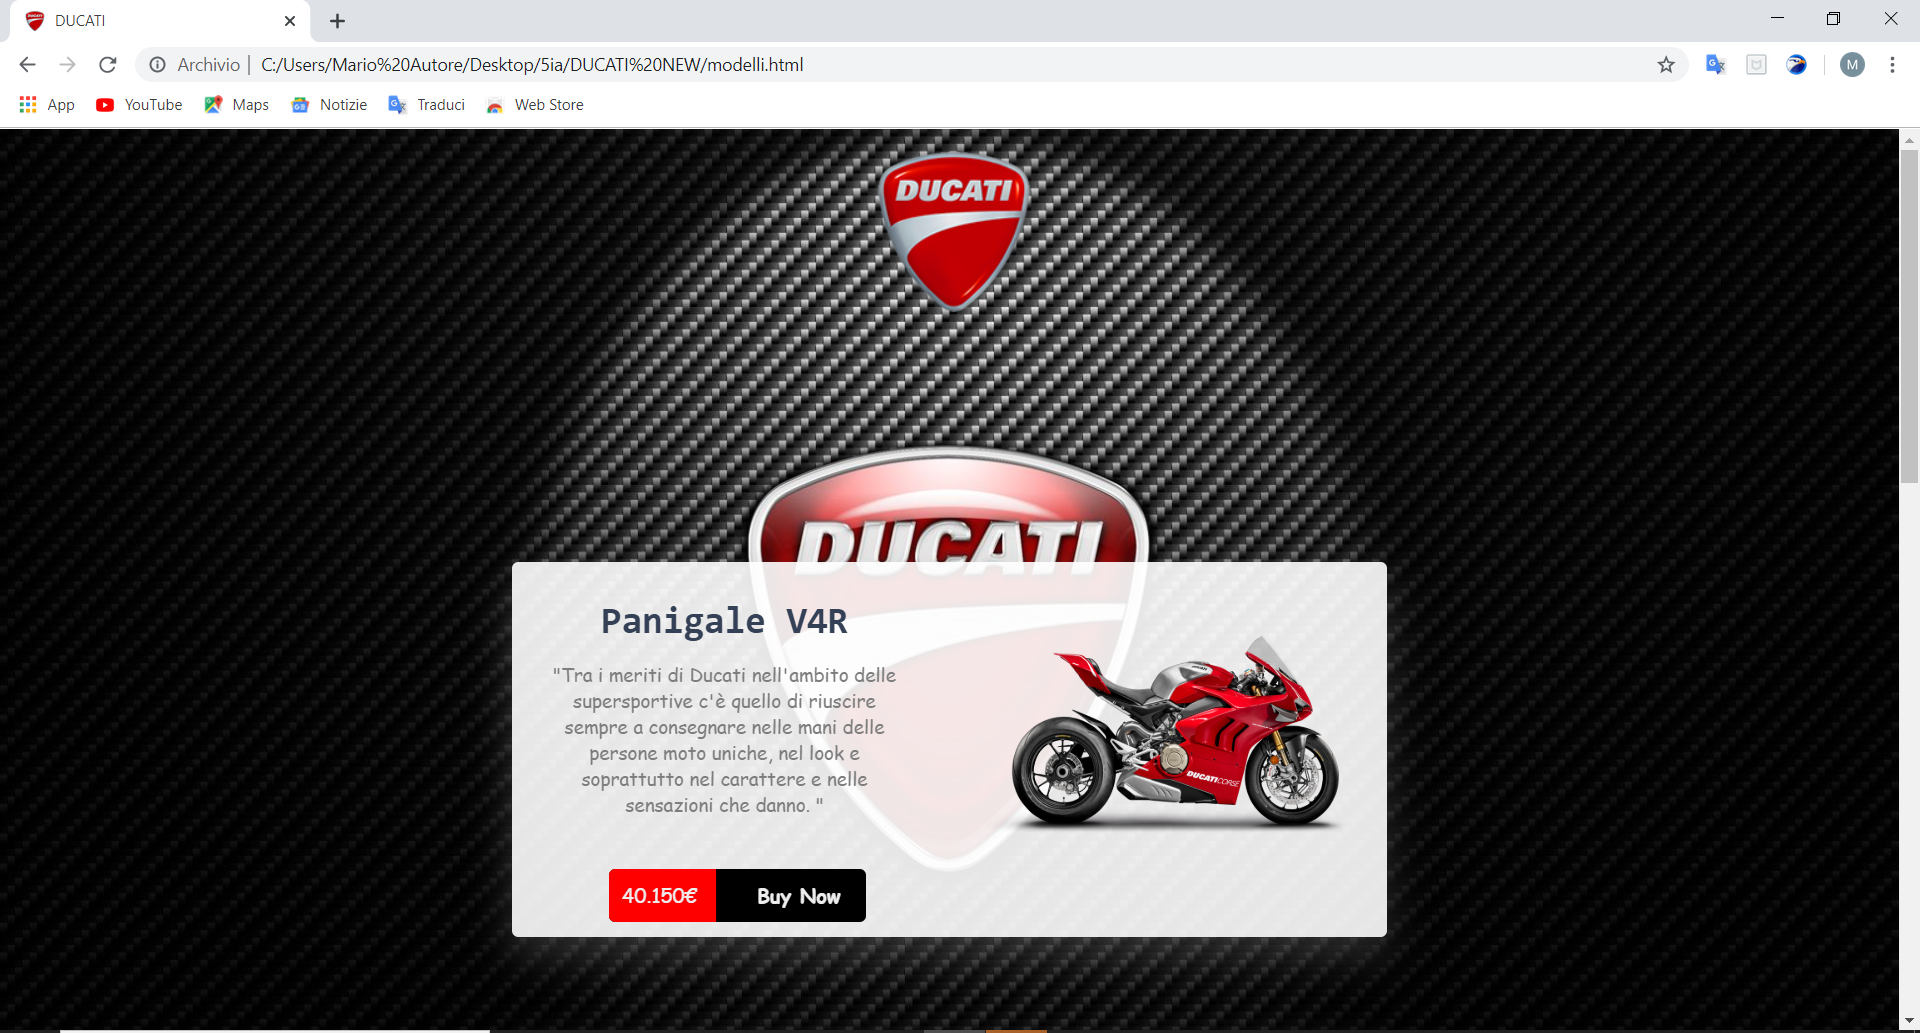 DUCATI
Archivio | C:/Users/Mario%20Autore/Desktop/5ia/DUCATI%20NEW/modelli.html
M
App YouTube Maps Notizie Traduci Web Store
DUCATI
DUCATI
Panigale V4R
"Tra i meriti di Ducati nell'ambito delle
supersportive c'è quello di riuscire
sempre a consegnare nelle mani delle
persone moto uniche, nel look e
soprattutto nel carattere e nelle
sensazioni che danno. "
DUCATICORSE
40.150€ Buy Now